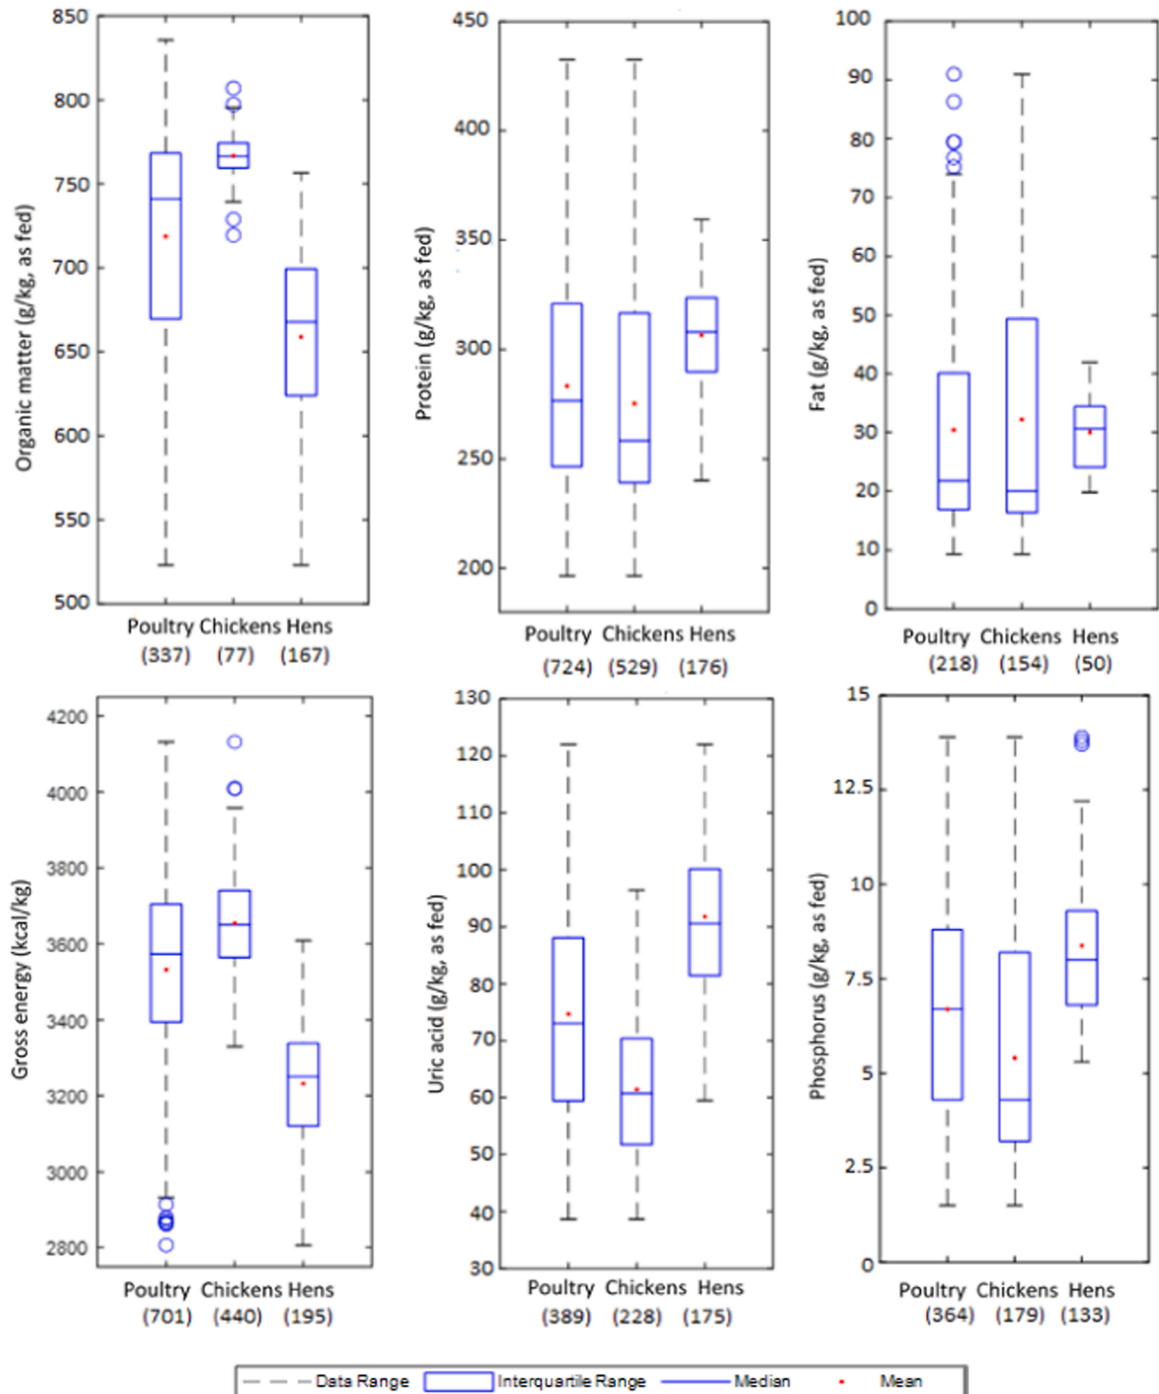 850
800
750
700
650
600
550
500
Organic matter (g/kg, as fed)
Poultry Chickens Hens
(337) (77) (167)
450
400
350
300
250
200
Protein (g/kg, as fed)
Poultry Chickens Hens
(724) (529) (176)
100
90
80
70
60
50
40
30
20
10
0
Fat (g/kg, as fed)
Poultry Chickens Hens
(218) (154) (50)
4200
4000
3800
3600
3400
3200
3000
2800
Gross energy (kcal/kg)
Poultry Chickens Hens
(701) (440) (195)
130
120
110
100
90
80
70
60
50
40
30
Uric acid (g/kg, as fed)
Poultry Chickens Hens
(389) (228) (175)
15
12.5
10
7.5
5
2.5
0
Phosphorus (g/kg, as fed)
Poultry Chickens Hens
(364) (179) (133)
Data Range Interquartile Range Median Mean